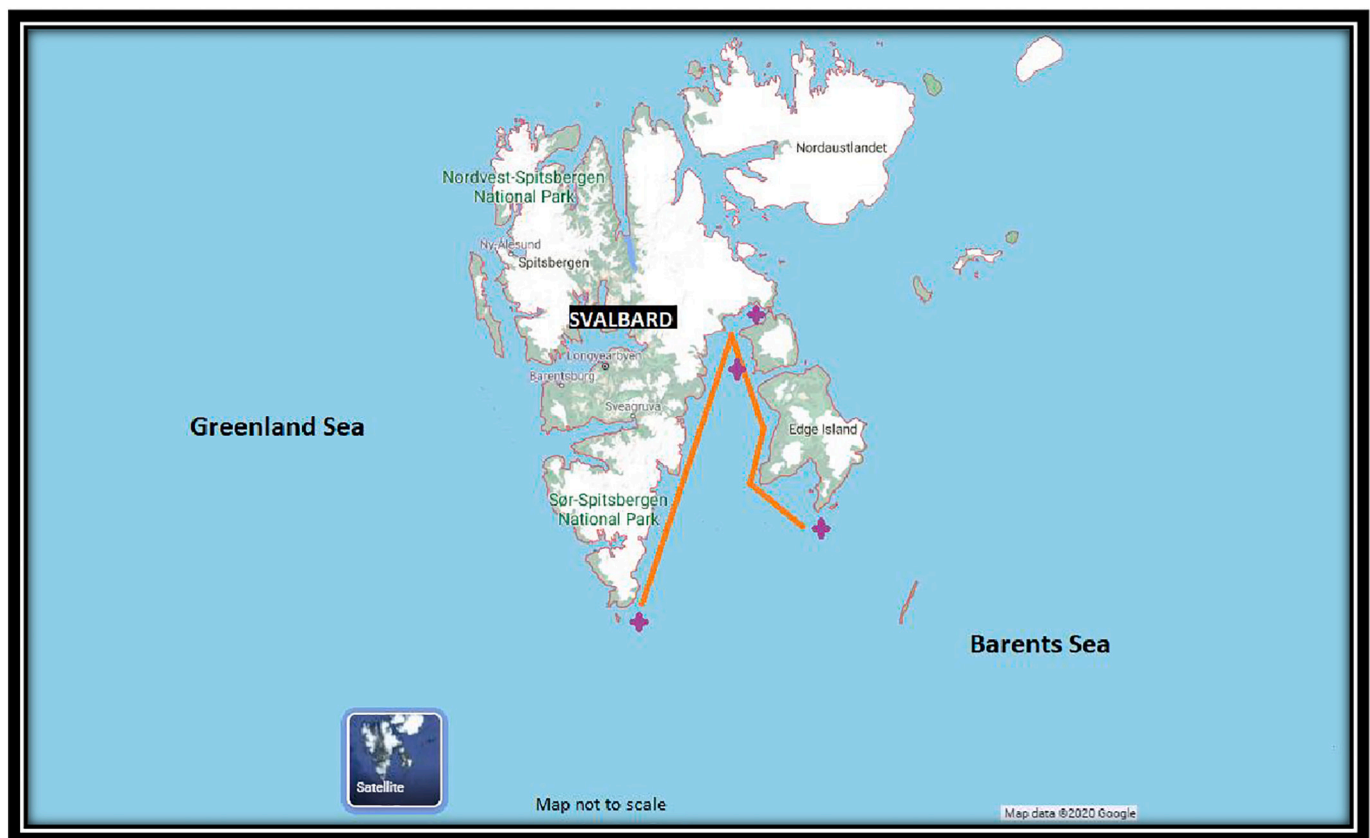 Nordaustlandet
Nordvest-Spitsbergen
National Park
Ny-Ålesund
Spitsbergen
SVALBARD
Longyearbyen
Barentsburg
Sveagruva
Greenland Sea
Edge Island
Sør-Spitsbergen
National Park
Barents Sea
Satellite
Map not to scale
Map data ©2020 Google